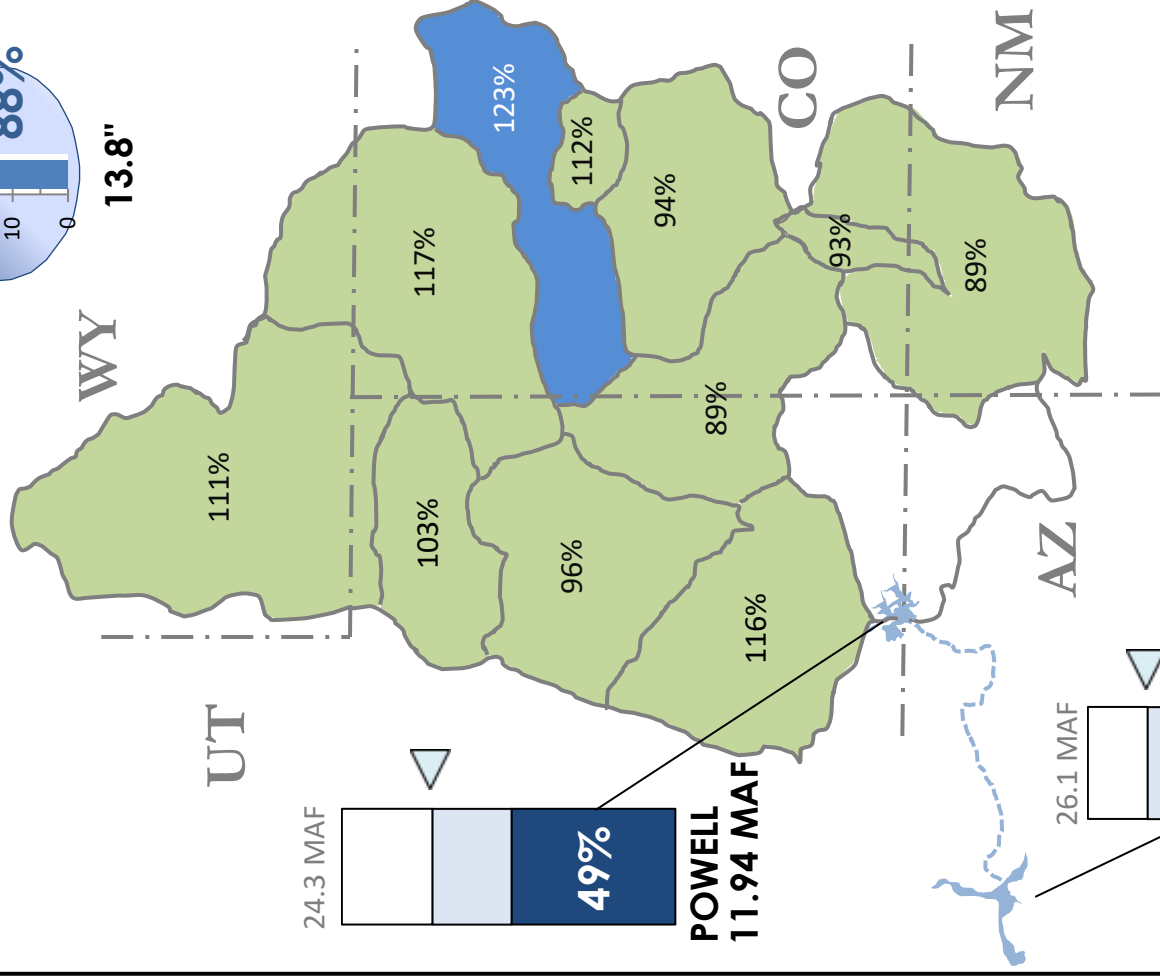 88%
10
0
13.8"
WY
123%
112%
CO
NM
117%
94%
93%
89%
111%
89%
103%
96%
116%
AZ
UT
24.3 MAF
49%
POWELL
11.94 MAF
26.1 MAF